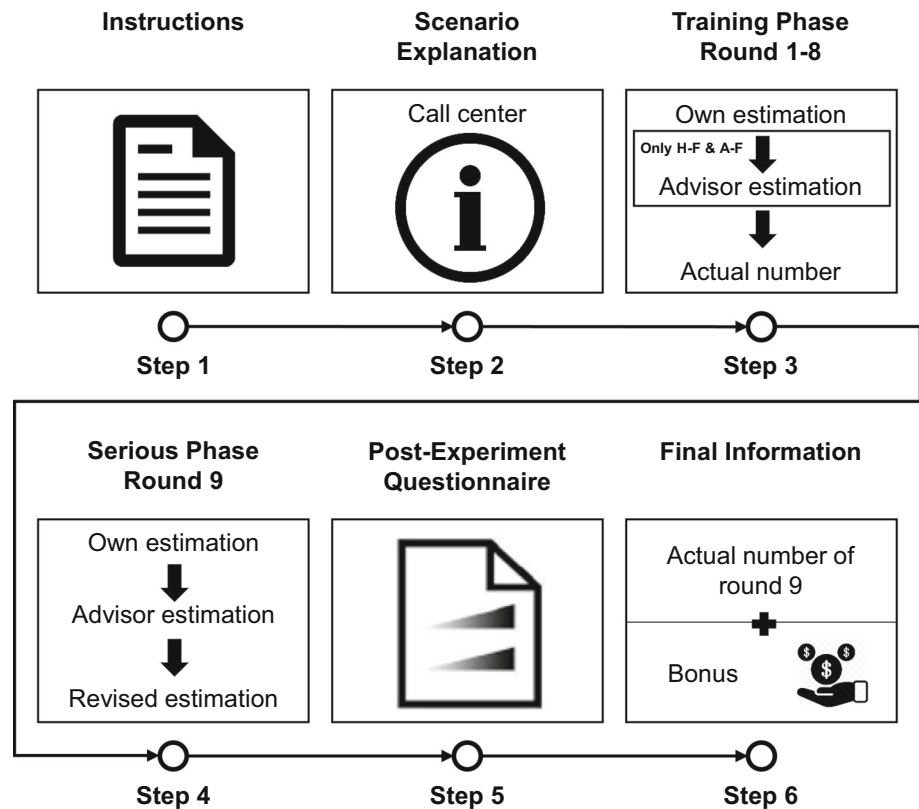 Instructions
Scenario
Explanation
Training Phase
Round 1-8
Call center
Own estimation
Only H-F & A-F
Advisor estimation
Actual number
Step 1
Step 2
Step 3
Serious Phase
Round 9
Post-Experiment
Questionnaire
Final Information
Own estimation
Advisor estimation
Revised estimation
Actual number of
round 9
Bonus
$ $ $
Step 4
Step 5
Step 6